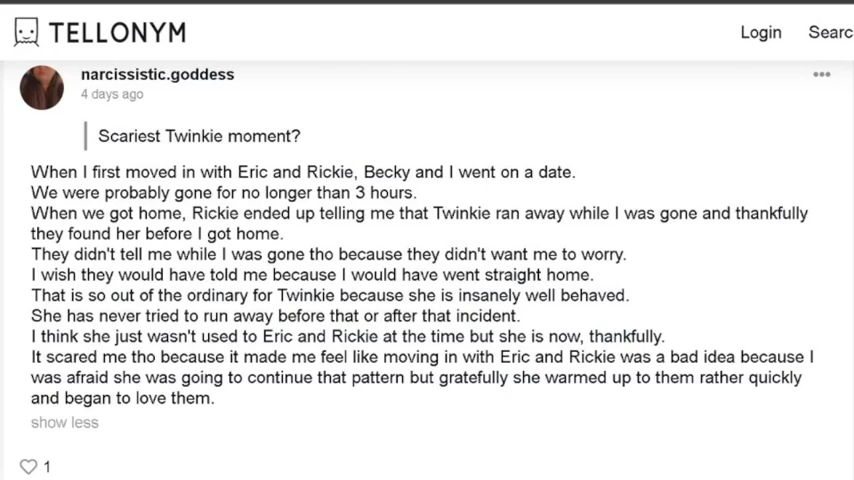 TELLONYM
Login
Searc
narcissistic.goddess
4 days ago
Scariest Twinkie moment?
When I first moved in with Eric and Rickie, Becky and I went on a date.
We were probably gone for no longer than 3 hours.
When we got home, Rickie ended up telling me that Twinkie ran away while I was gone and thankfully
they found her before I got home.
They didn't tell me while I was gone tho because they didn't want me to worry.
I wish they would have told me because I would have went straight home.
That is so out of the ordinary for Twinkie because she is insanely well behaved.
She has never tried to run away before that or after that incident.
I think she just wasn't used to Eric and Rickie at the time but she is now, thankfully.
It scared me tho because it made me feel like moving in with Eric and Rickie was a bad idea because I
was afraid she was going to continue that pattern but gratefully she warmed up to them rather quickly
and began to love them.
show less
1